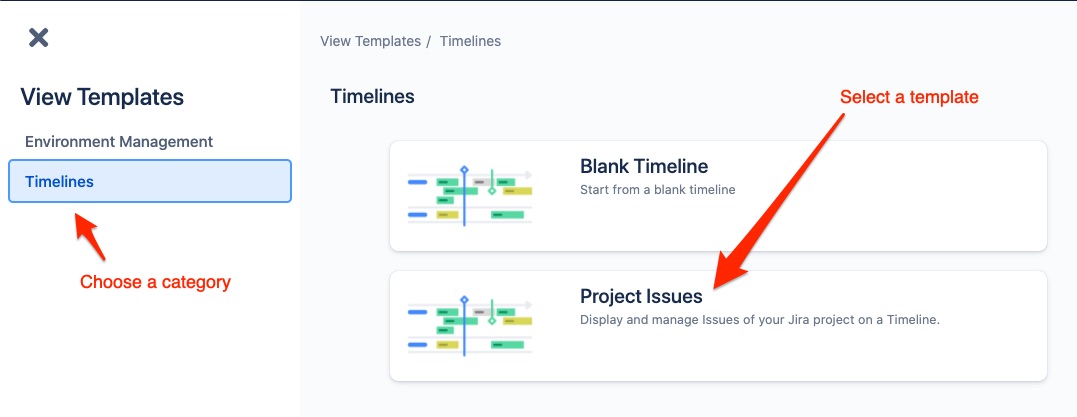 View Templates / Timelines
View Templates
Environment Management
Timelines
Choose a category
Timelines
Select a template
Blank Timeline
Start from a blank timeline
Project Issues
Display and manage Issues of your Jira project on a Timeline.